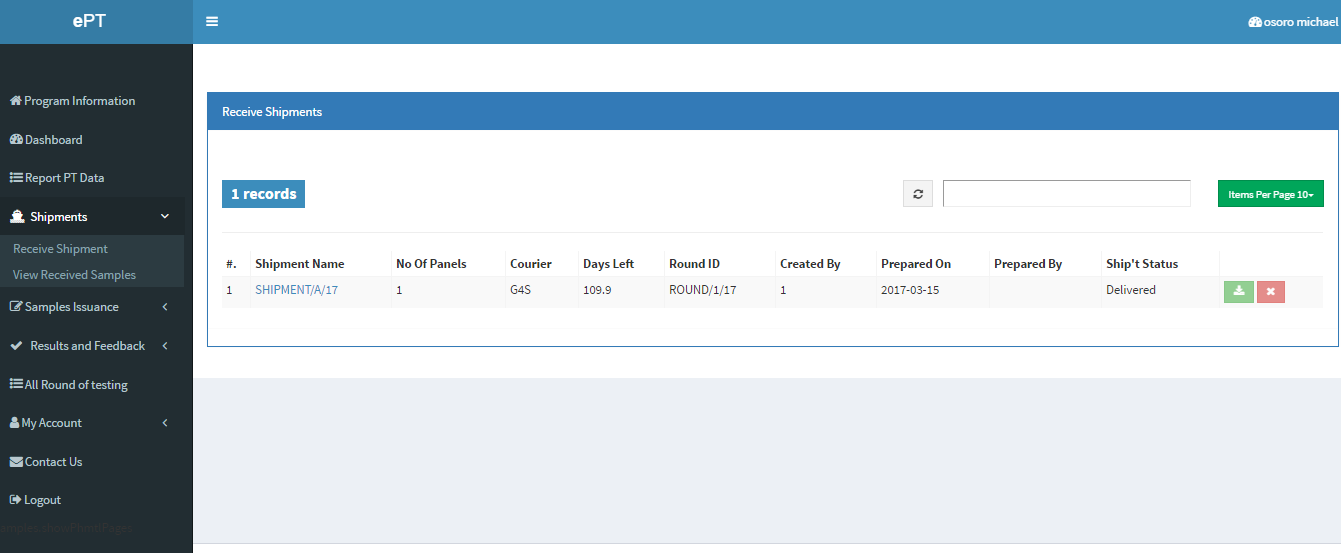 ePT
osoro michael
Program Information
Dashboard
Report PT Data
Shipments
Receive Shipment
View Received Samples
Samples Issuance
Results and Feedback
All Round of testing
My Account
Contact Us
Logout
Receive Shipments
1 records
Items Per Page 10
#. Shipment Name No Of Panels Courier Days Left Round ID Created By Prepared On Prepared By Ship't Status
1 SHIPMENT/A/17 1 G4S 109.9 ROUND/1/17 1 2017-03-15 Delivered